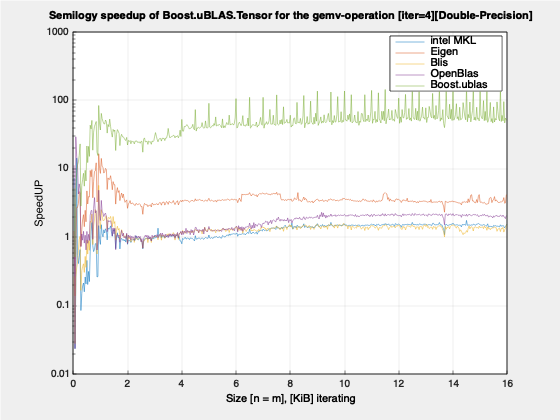 Semilogy speedup of Boost.uBLAS.Tensor for the gemv-operation [iter=4][Double-Precision]
intel MKL
Eigen
Blis
OpenBlas
Boost.ublas
1000
100
10
1
0.1
0.01
SpeedUP
0 2 4 6 8 10 12 14 16
Size [n = m], [KiB] iterating